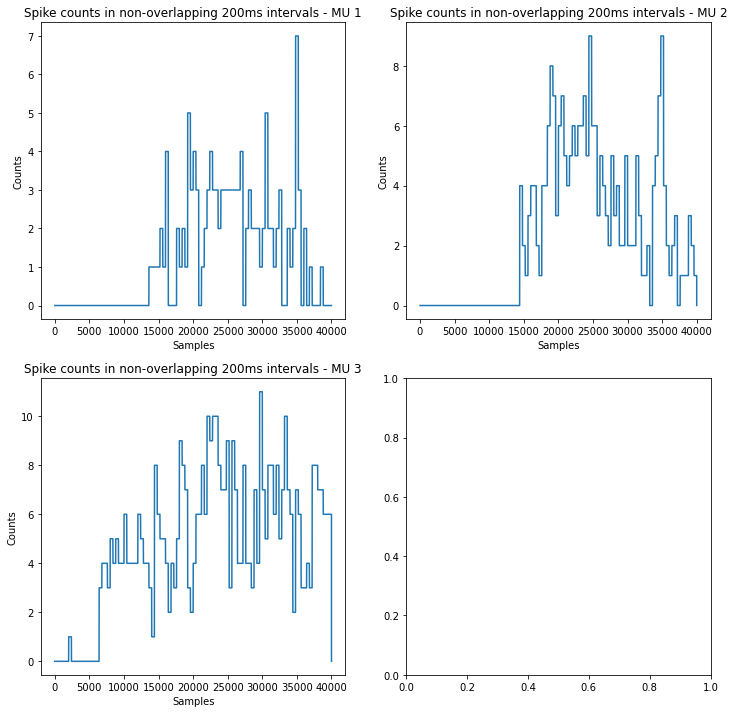 Spike counts in non-overlapping 200ms intervals - MU 1
Counts
7
6
5
4
3
2
1
0
0 5000 10000 15000 20000 25000 30000 35000 40000
Samples
Spike counts in non-overlapping 200ms intervals - MU 2
Counts
8
6
4
2
0
0 5000 10000 15000 20000 25000 30000 35000 40000
Samples
Spike counts in non-overlapping 200ms intervals - MU 3
Counts
10
8
6
4
2
0
0 5000 10000 15000 20000 25000 30000 35000 40000
Samples
1.0
0.8
0.6
0.4
0.2
0.0
0.0 0.2 0.4 0.6 0.8 1.0